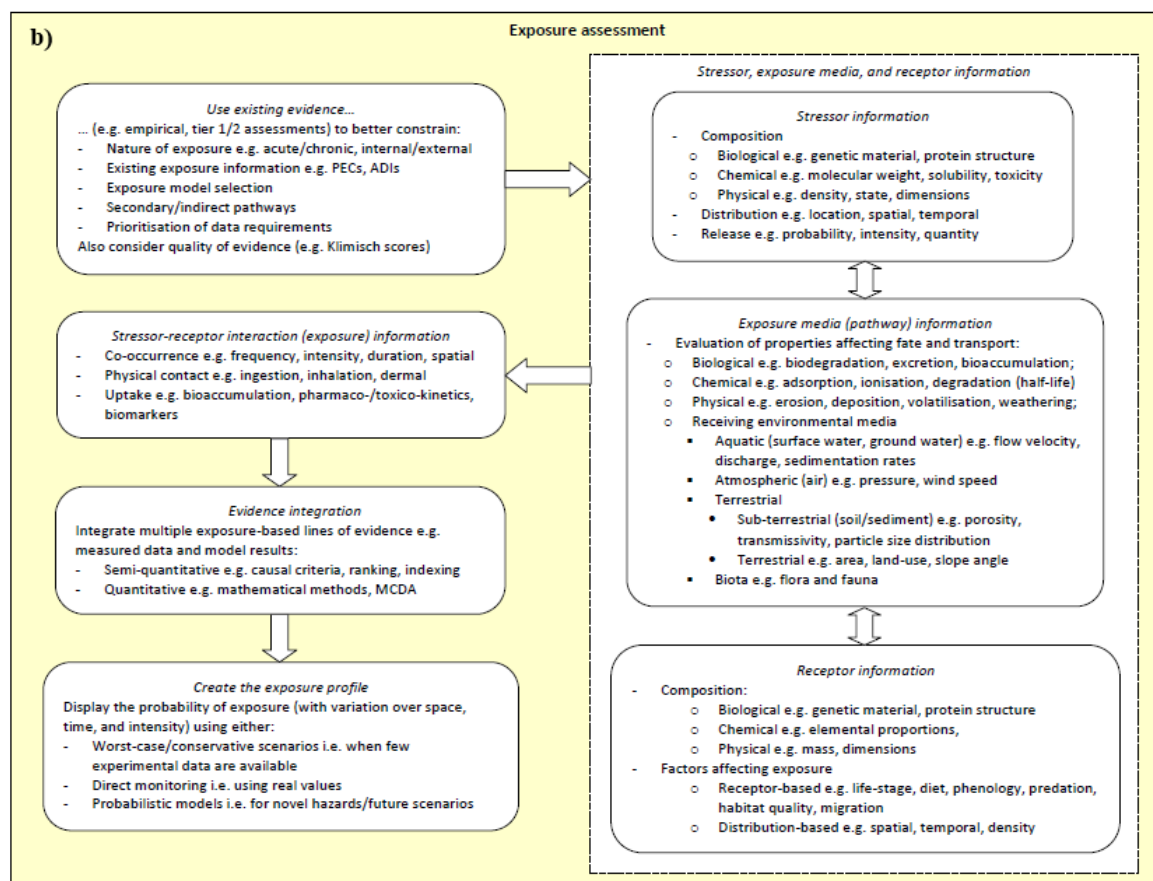 b)
Exposure assessment
Use existing evidence...
... (e.g. empirical, tier 1/2 assessments) to better constrain:
- Nature of exposure e.g. acute/chronic, internal/external
- Existing exposure information e.g. PECs, ADIs
- Exposure model selection
- Secondary/indirect pathways
- Prioritisation of data requirements
Also consider quality of evidence (e.g. Klimisch scores)
Stressor, exposure media, and receptor information
Stressor information
- Composition
o Biological e.g. genetic material, protein structure
o Chemical e.g. molecular weight, solubility, toxicity
o Physical e.g. density, state, dimensions
- Distribution e.g. location, spatial, temporal
- Release e.g. probability, intensity, quantity
Exposure media (pathway) information
- Evaluation of properties affecting fate and transport:
o Biological e.g. biodegradation, excretion, bioaccumulation;
o Chemical e.g. adsorption, ionisation, degradation (half-life)
o Physical e.g. erosion, deposition, volatilisation, weathering;
o Receiving environmental media
▪ Aquatic (surface water, ground water) e.g. flow velocity,
discharge, sedimentation rates
▪ Atmospheric (air) e.g. pressure, wind speed
▪ Terrestrial
• Sub-terrestrial (soil/sediment) e.g. porosity,
transmissivity, particle size distribution
• Terrestrial e.g. area, land-use, slope angle
▪ Biota e.g. flora and fauna
Receptor information
- Composition:
o Biological e.g. genetic material, protein structure
o Chemical e.g. elemental proportions,
o Physical e.g. mass, dimensions
- Factors affecting exposure
o Receptor-based e.g. life-stage, diet, phenology, predation,
habitat quality, migration
o Distribution-based e.g. spatial, temporal, density
Stressor-receptor interaction (exposure) information
- Co-occurrence e.g. frequency, intensity, duration, spatial
- Physical contact e.g. ingestion, inhalation, dermal
- Uptake e.g. bioaccumulation, pharmaco-/toxico-kinetics,
biomarkers
Evidence integration
Integrate multiple exposure-based lines of evidence e.g.
measured data and model results:
- Semi-quantitative e.g. causal criteria, ranking, indexing
- Quantitative e.g. mathematical methods, MCDA
Create the exposure profile
Display the probability of exposure (with variation over space,
time, and intensity) using either:
- Worst-case/conservative scenarios i.e. when few
experimental data are available
- Direct monitoring i.e. using real values
- Probabilistic models i.e. for novel hazards/future scenarios